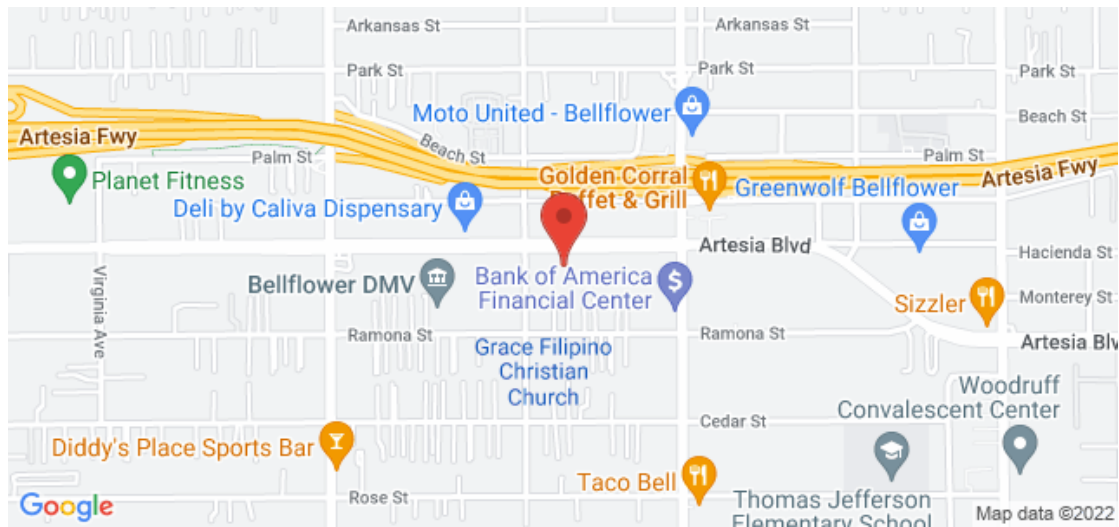 Arkansas St
Arkansas St
Park St
Park St
Park St
Moto United - Bellflower
Beach St
Artesia Fwy
Beach St
Palm St
Palm St
Planet Fitness
Golden Corral
Buffet & Grill
Greenwolf Bellflower
Artesia Fwy
Deli by Caliva Dispensary
Artesia Blvd
Hacienda St
Virginia Ave
Bellflower DMV
Bank of America
Financial Center
Monterey St
Sizzler
Ramona St
Ramona St
Artesia Blv
Grace Filipino
Christian
Church
Woodruff
Convalescent Center
Cedar St
Diddy's Place Sports Bar
Taco Bell
Rose St
Thomas Jefferson
Elementary School
Google
Map data ©2022